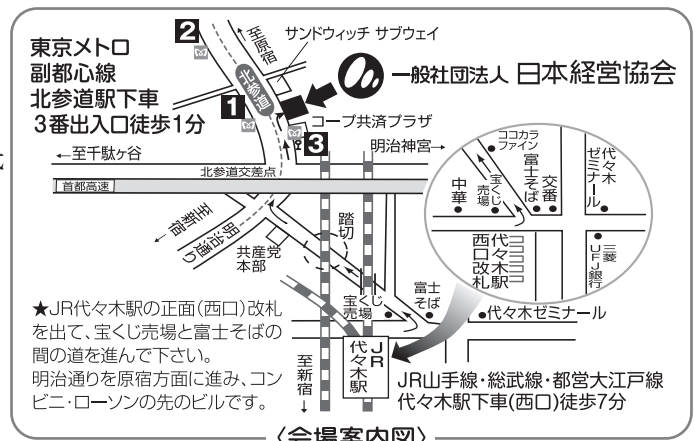 東京メトロ
副都心線
北参道駅下車
3番出入口徒歩1分
2
至原宿
サンドウィッチ サブウェイ
北参道
1
一般社団法人 日本経営協会
コープ共済プラザ
3
←至千駄ヶ谷
明治神宮→
北参道交差点
首都高速
至新宿
明治通り
共産党
本部
踏切
宝くじ
売場
富士
そば
代々木ゼミナール
JR
代々木駅
至新宿
ココカラ
ファイン
中華
宝くじ
売場
富士そば
交番
代々木
ゼミナール
代々木駅
西口改札
三菱
UFJ銀行
★JR代々木駅の正面(西口)改札
を出て、宝くじ売場と富士そばの
間の道を進んで下さい。
明治通りを原宿方面に進み、コン
ビニ・ローソンの先のビルです。
JR山手線・総武線・都営大江戸線
代々木駅下車(西口)徒歩7分
〈会場案内図〉